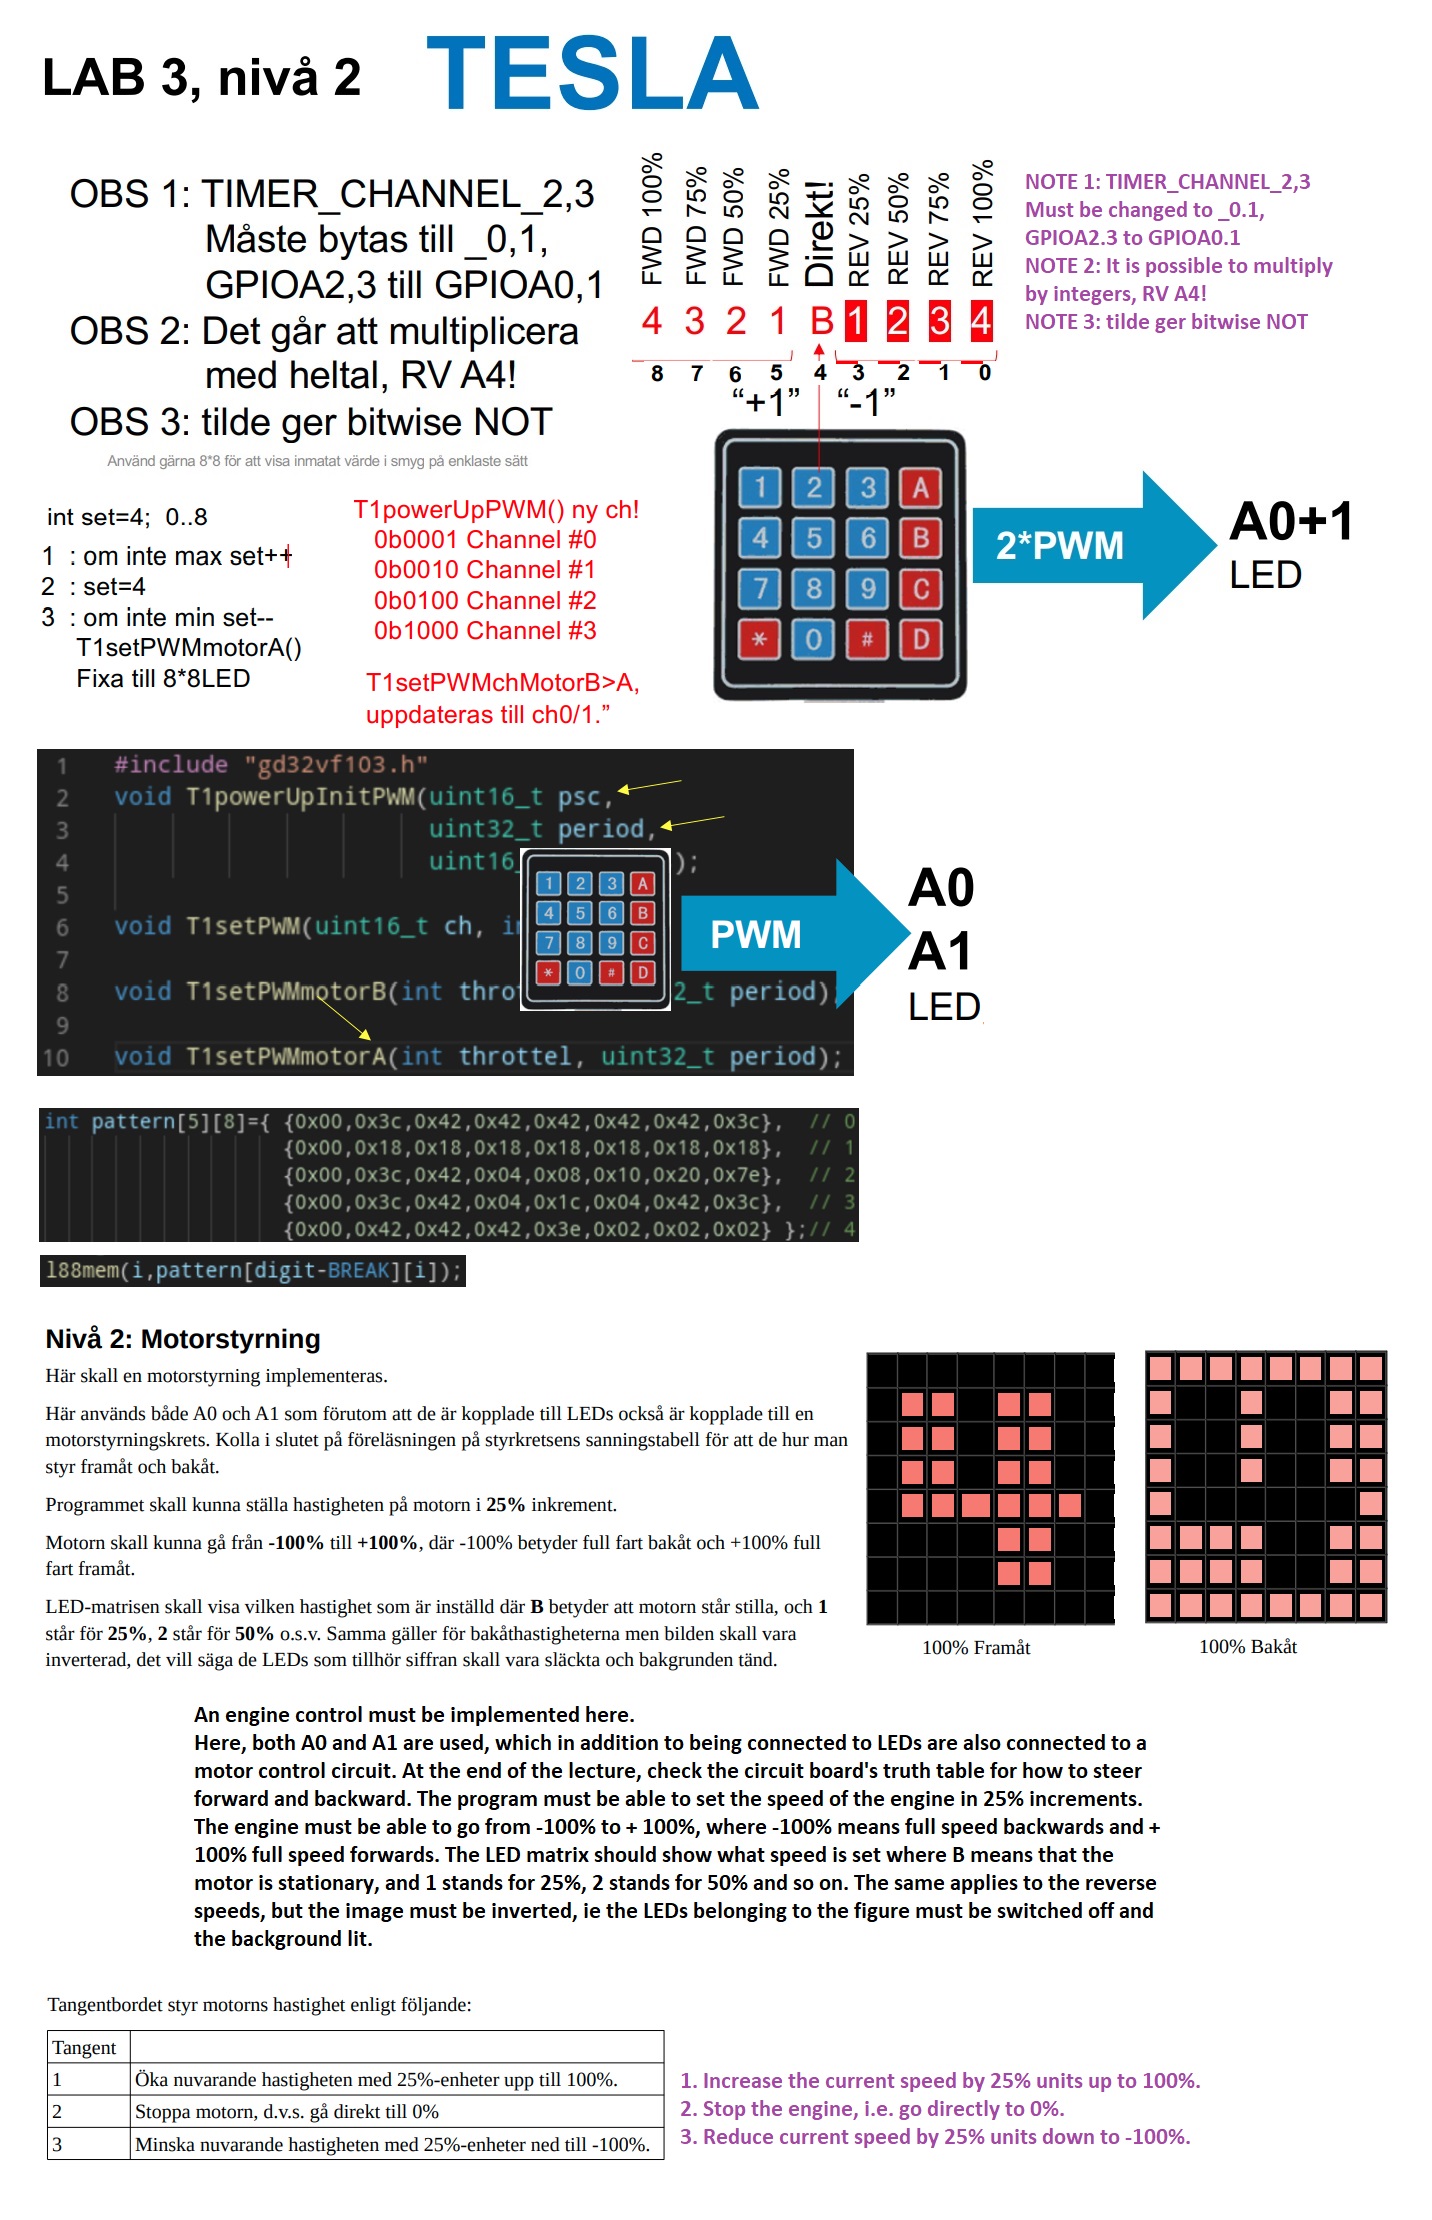 LAB 3, nivå 2 TESLA
OBS 1: TIMER_CHANNEL_2,3
Måste bytas till _0,1,
GPIOA2,3 till GPIOA0,1
OBS 2: Det går att multiplicera
med heltal, RV A4!
OBS 3: tilde ger bitwise NOT
Använd gärna 8*8 för att visa inmatat värde i smyg på enklaste sätt
FWD 100%
FWD 75%
FWD 50%
FWD 25%
Direkt!
REV 25%
REV 50%
REV 75%
REV 100%
4 3 2 1 B 1 2 3 4
8 7 6 5 4 3 2 1 0
“+1” “-1”
NOTE 1: TIMER_CHANNEL_2,3
Must be changed to _0.1,
GPIOA2.3 to GPIOA0.1
NOTE 2: It is possible to multiply
by integers, RV A4!
NOTE 3: tilde ger bitwise NOT
int set=4; 0..8
1 : om inte max set++
2 : set=4
3 : om inte min set--
T1setPWMmotorA()
Fixa till 8*8LED
T1powerUpPWM() ny ch!
0b0001 Channel #0
0b0010 Channel #1
0b0100 Channel #2
0b1000 Channel #3
T1setPWMchMotorB>A,
uppdateras till ch0/1.”
1 2 3 A
4 5 6 B
7 8 9 C
* 0 # D
2*PWM
A0+1
LED
1 #include "gd32vf103.h"
2 void T1powerUpInitPWM(uint16_t psc,
3 uint32_t period,
4 uint16_ );
5
6 void T1setPWM(uint16_t ch, i
7
8 void T1setPWMmotorB(int thro 2_t period)
9
10 void T1setPWMmotorA(int throttel, uint32_t period);
1 2 3 A
4 5 6 B
7 8 9 C
* 0 # D
PWM
A0
A1
LED
int pattern[5][8]={ {0x00,0x3c,0x42,0x42,0x42,0x42,0x42,0x3c}, // 0
{0x00,0x18,0x18,0x18,0x18,0x18,0x18,0x18}, // 1
{0x00,0x3c,0x42,0x04,0x08,0x10,0x20,0x7e}, // 2
{0x00,0x3c,0x42,0x04,0x1c,0x04,0x42,0x3c}, // 3
{0x00,0x42,0x42,0x42,0x3e,0x02,0x02,0x02} };// 4
l88mem(i,pattern[digit-BREAK][i]);
Nivå 2: Motorstyrning
Här skall en motorstyrning implementeras.
Här används både A0 och A1 som förutom att de är kopplade till LEDs också är kopplade till en
motorstyrningskrets. Kolla i slutet på föreläsningen på styrkretsens sanningstabell för att de hur man
styr framåt och bakåt.
Programmet skall kunna ställa hastigheten på motorn i 25% inkrement.
Motorn skall kunna gå från -100% till +100%, där -100% betyder full fart bakåt och +100% full
fart framåt.
LED-matrisen skall visa vilken hastighet som är inställd där B betyder att motorn står stilla, och 1
står för 25%, 2 står för 50% o.s.v. Samma gäller för bakåthastigheterna men bilden skall vara
inverterad, det vill säga de LEDs som tillhör siffran skall vara släckta och bakgrunden tänd.
100% Framåt
100% Bakåt
An engine control must be implemented here.
Here, both A0 and A1 are used, which in addition to being connected to LEDs are also connected to a
motor control circuit. At the end of the lecture, check the circuit board's truth table for how to steer
forward and backward. The program must be able to set the speed of the engine in 25% increments.
The engine must be able to go from -100% to + 100%, where -100% means full speed backwards and +
100% full speed forwards. The LED matrix should show what speed is set where B means that the
motor is stationary, and 1 stands for 25%, 2 stands for 50% and so on. The same applies to the reverse
speeds, but the image must be inverted, ie the LEDs belonging to the figure must be switched off and
the background lit.
Tangentbordet styr motorns hastighet enligt följande:
Tangent
1 Öka nuvarande hastigheten med 25%-enheter upp till 100%.
2 Stoppa motorn, d.v.s. gå direkt till 0%
3 Minska nuvarande hastigheten med 25%-enheter ned till -100%.
1. Increase the current speed by 25% units up to 100%.
2. Stop the engine, i.e. go directly to 0%.
3. Reduce current speed by 25% units down to -100%.